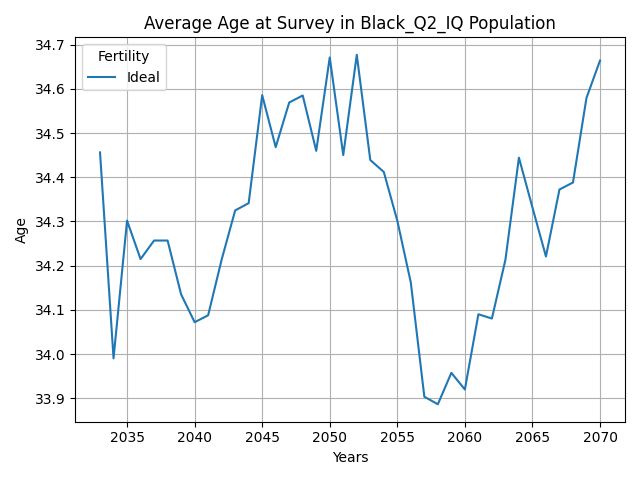 Average Age at Survey in Black_Q2_IQ Population
34.7
34.6
34.5
34.4
34.3
34.2
34.1
34.0
33.9
Age
Fertility
Ideal
2035 2040 2045 2050 2055 2060 2065 2070
Years